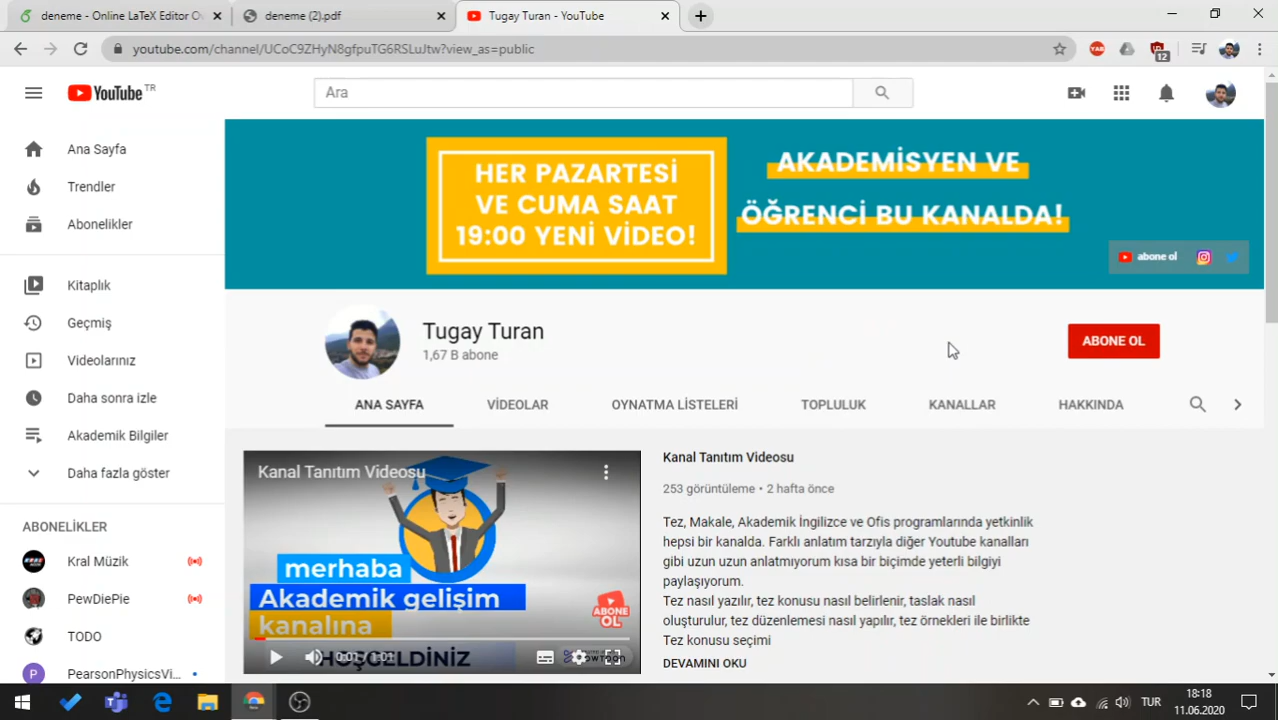 deneme - Online LaTeX Editor Ov
deneme (2).pdf
Tugay Turan - YouTube
youtube.com/channel/UCoC9ZHyN8gfpuTG6RSLuJtw?view_as=public
12
YouTube TR
Ara
Ana Sayfa
Trendler
Abonelikler
Kitaplık
Geçmiş
Videolarınız
Daha sonra izle
Akademik Bilgiler
Daha fazla göster
ABONELİKLER
Kral Müzik
PewDiePie
TODO
PearsonPhysicsVi...
HER PAZARTESİ
VE CUMA SAAT
19:00 YENİ VİDEO!
AKADEMİSYEN VE
ÖĞRENCİ BU KANALDA!
abone ol
Tugay Turan
1,67 B abone
ABONE OL
ANA SAYFA
VİDEOLAR
OYNATMA LİSTELERİ
TOPLULUK
KANALLAR
HAKKINDA
Kanal Tanıtım Videosu
merhaba
Akademik gelişim
kanalına
HOŞGELDİNİZ
ABONE OL
0:01 / 1:01
Kanal Tanıtım Videosu
253 görüntüleme • 2 hafta önce
Tez, Makale, Akademik İngilizce ve Ofis programlarında yetkinlik
hepsi bir kanalda. Farklı anlatım tarzıyla diğer Youtube kanalları
gibi uzun uzun anlatmıyorum kısa bir biçimde yeterli bilgiyi
paylaşıyorum.
Tez nasıl yazılır, tez konusu nasıl belirlenir, taslak nasıl
oluşturulur, tez düzenlemesi nasıl yapılır, tez örnekleri ile birlikte
Tez konusu seçimi
DEVAMINI OKU
TUR
18:18
11.06.2020